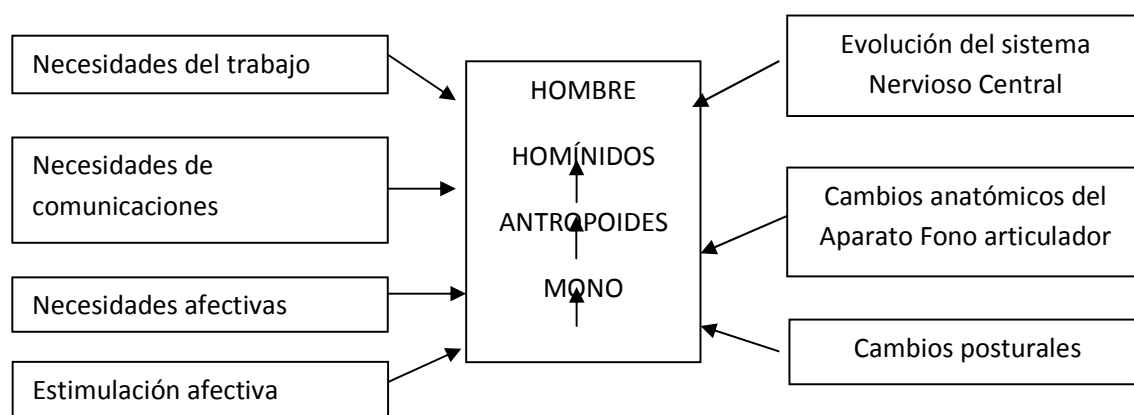 Necesidades del trabajo
Necesidades de
comunicaciones
Necesidades afectivas
Estimulación afectiva
HOMBRE
HOMÍNIDOS
ANTROPOIDES
MONO
Evolución del sistema
Nervioso Central
Cambios anatómicos del
Aparato Fono articulador
Cambios posturales